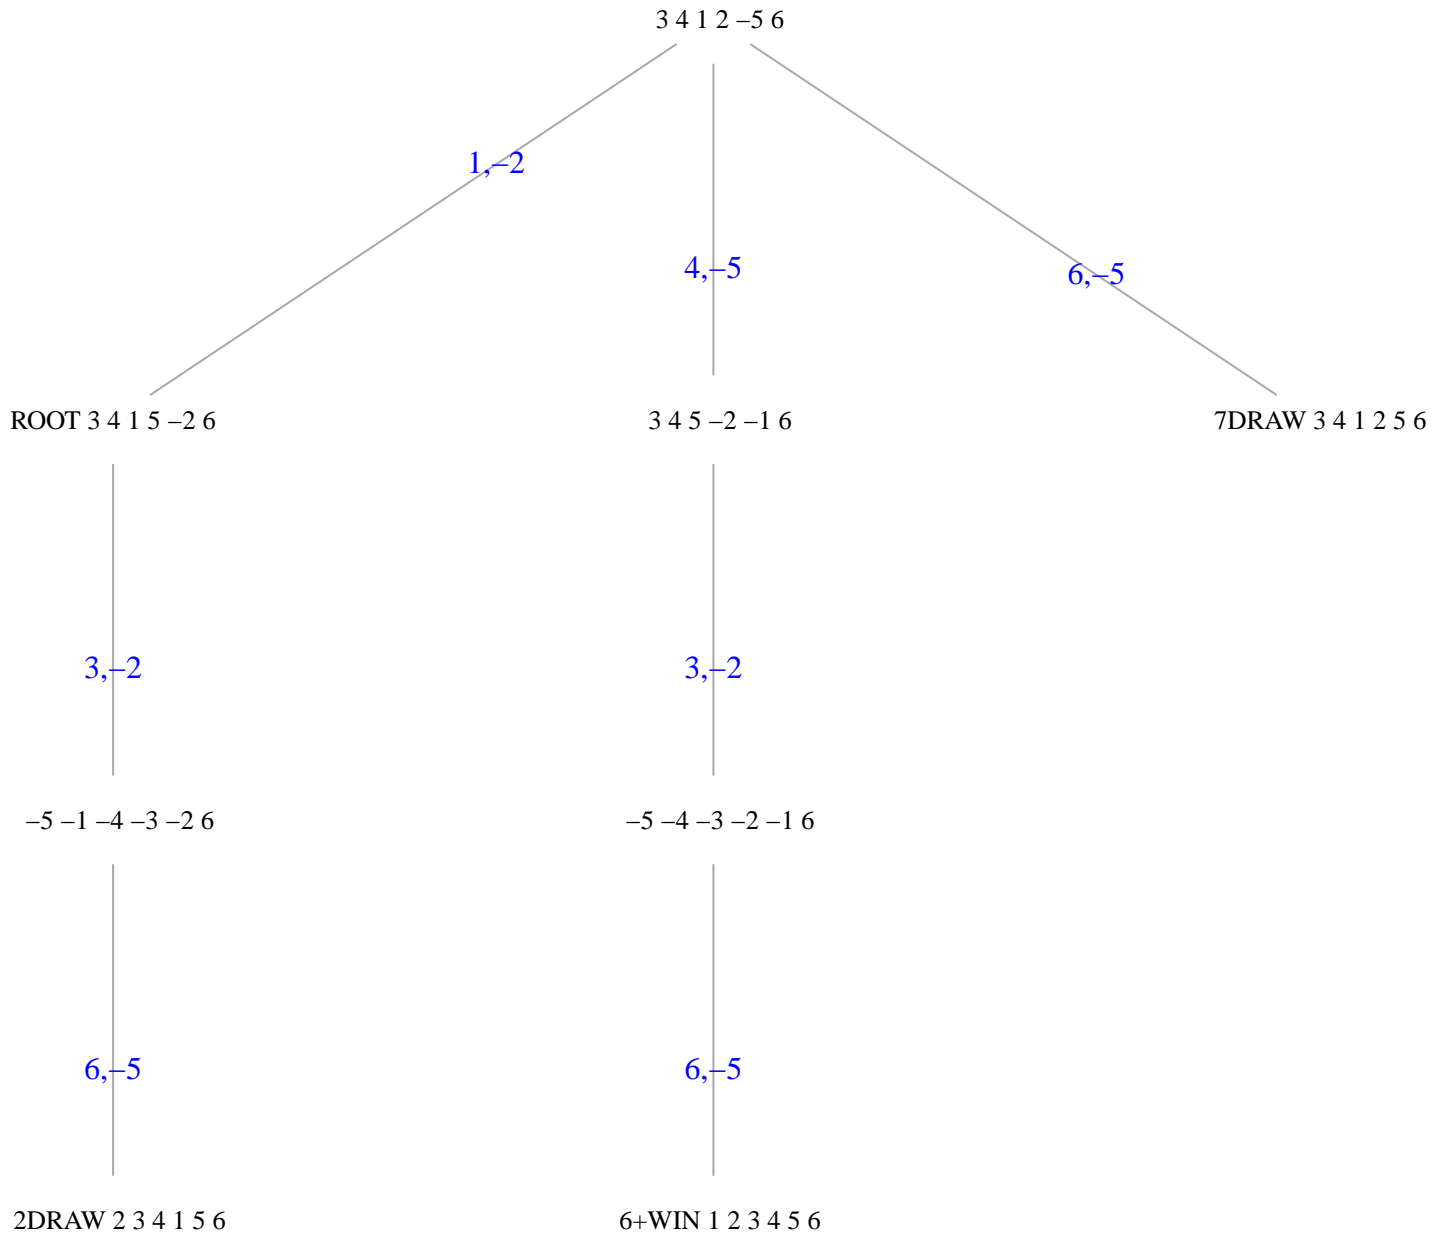 3 4 1 2 –5 6
1,–2
4,–5
6,–5
ROOT 3 4 1 5 –2 6
3 4 5 –2 –1 6
7DRAW 3 4 1 2 5 6
3,–2
3,–2
–5 –1 –4 –3 –2 6
–5 –4 –3 –2 –1 6
6,–5
6,–5
2DRAW 2 3 4 1 5 6
6+WIN 1 2 3 4 5 6